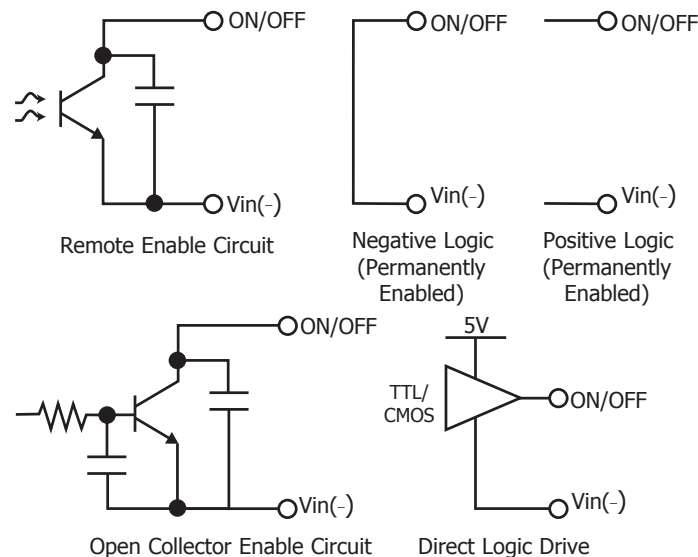 ON/OFF
Vin(–)
Remote Enable Circuit
ON/OFF
Vin(–)
Negative Logic
(Permanently
Enabled)
ON/OFF
Vin(–)
Positive Logic
(Permanently
Enabled)
ON/OFF
Vin(–)
Open Collector Enable Circuit
5V
TTL/
CMOS
ON/OFF
Vin(–)
Direct Logic Drive